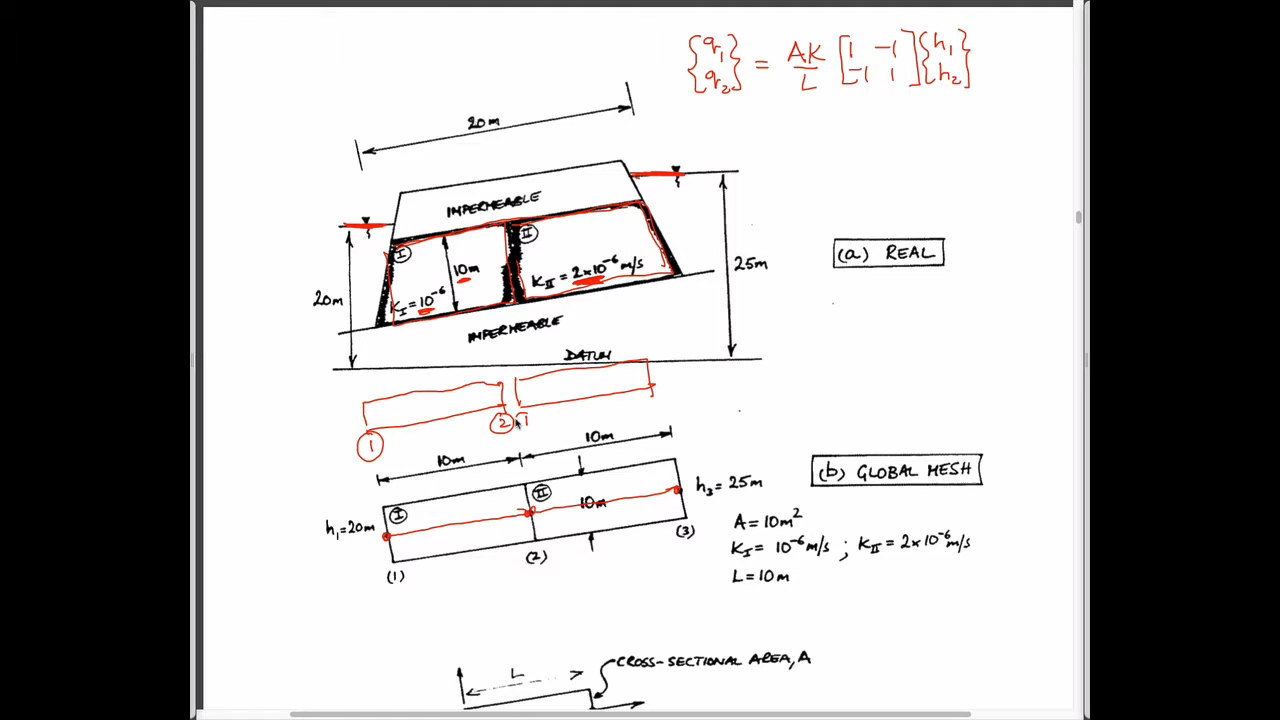 {q1 q2} = AK/L [1 -1 -1 1] {h1 h2}
20m
IMPERMEABLE
I
II
10m
KII = 2×10^-6 m/s
KI = 10^-6
20m
25m
IMPERMEABLE
DATUM
(a) REAL
1
2
1
10m
10m
(b) GLOBAL MESH
h1=20m
I
II
10m
h3=25m
(1)
(2)
(3)
A=10m²
KI= 10^-6 m/s ; KII=2×10^-6 m/s
L=10m
L
CROSS-SECTIONAL AREA, A